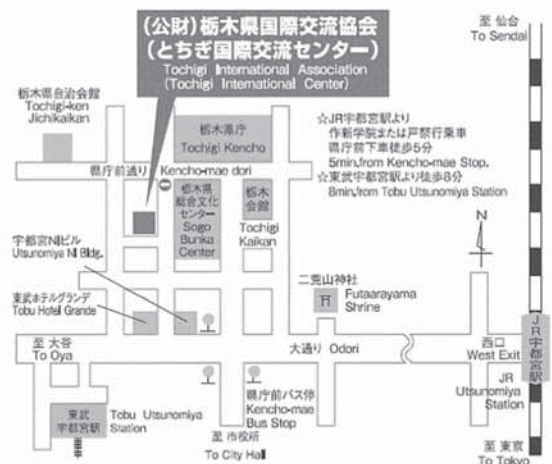 (公財)栃木県国際交流協会
(とちぎ国際交流センター)
Tochigi International Association
(Tochigi International Center)
至 仙台
To Sendai
栃木県自治会館
Tochigi-ken
Jichikaikan
栃木県庁
Tochigi Kencho
☆JR宇都宮駅より
作新学院または戸祭行乗車
県庁前下車徒歩5分
5min.from Kencho-mae Stop.
☆東武宇都宮駅より徒歩8分
8min.from Tobu Utsunomiya Station
県庁前通り Kencho-mae dori
栃木県
総合文化
センター
Sogo
Bunka
Center
栃木
会館
Tochigi
Kaikan
N
宇都宮NIビル
Utsunomiya NI Bldg.
二荒山神社
Futaarayama
Shrine
東武ホテルグランデ
Tobu Hotel Grande
至 大谷
To Oya
大通り Odori
西口
West Exit
JR宇都宮駅
JR
Utsunomiya
Station
県庁前バス停
Kencho-mae
Bus Stop
東武
宇都宮駅
Tobu Utsunomiya
Station
至 市役所
To City Hall
至 東京
To Tokyo